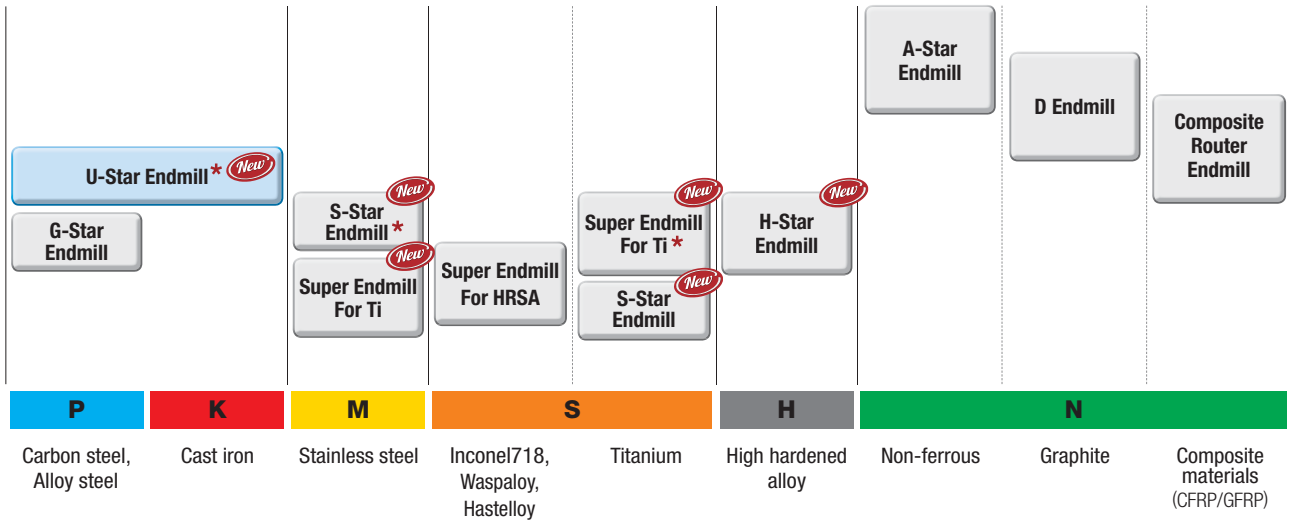 A-Star
Endmill
D Endmill
Composite
Router
Endmill
U-Star Endmill* New
G-Star
Endmill
New
S-Star
Endmill*
New
Super Endmill
For Ti
Super Endmill
For HRSA
New
Super Endmill
For Ti*
New
S-Star
Endmill
New
H-Star
Endmill
P
K
M
S
H
N
Carbon steel,
Alloy steel
Cast iron
Stainless steel
Inconel718,
Waspaloy,
Hastelloy
Titanium
High hardened
alloy
Non-ferrous
Graphite
Composite
materials
(CFRP/GFRP)